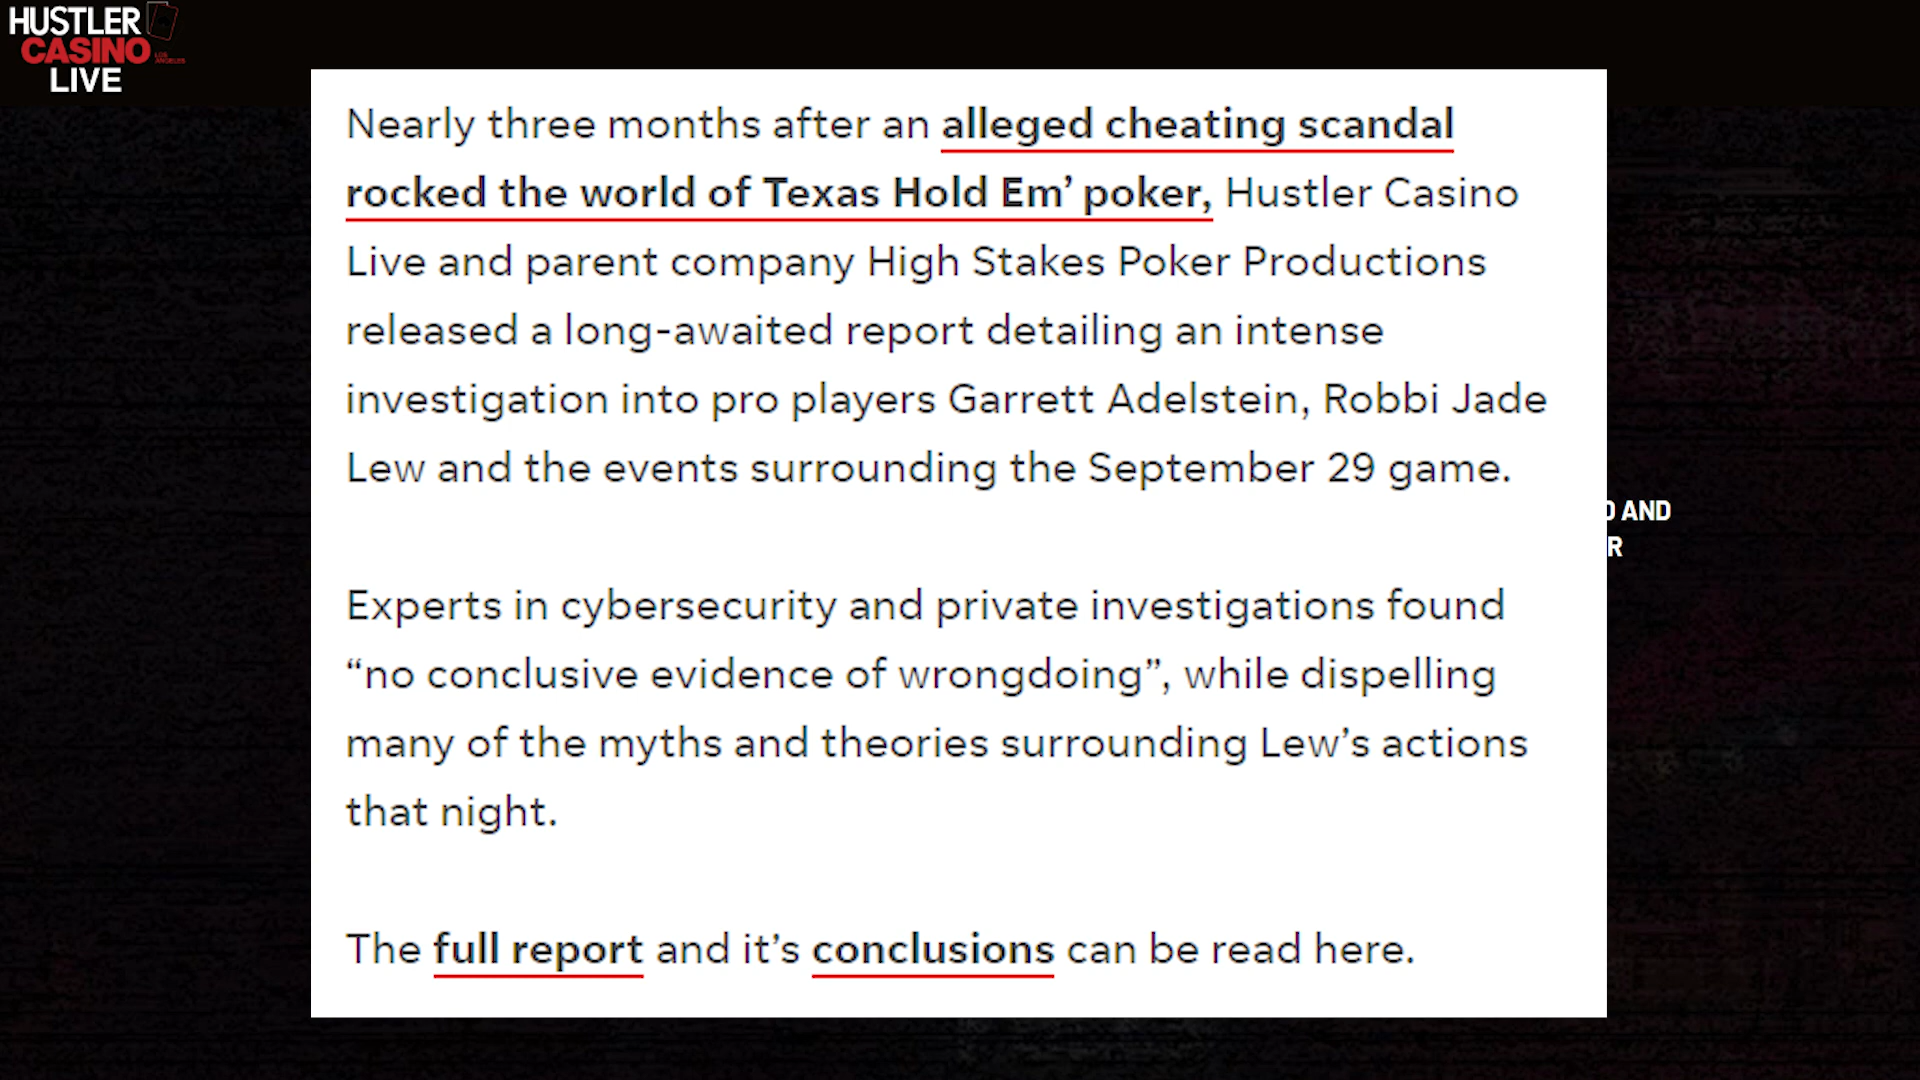 HUSTLER
CASINO
LOS
ANGELES
LIVE
Nearly three months after an alleged cheating scandal
rocked the world of Texas Hold Em’ poker, Hustler Casino
Live and parent company High Stakes Poker Productions
released a long-awaited report detailing an intense
investigation into pro players Garrett Adelstein, Robbi Jade
Lew and the events surrounding the September 29 game.
AND
Experts in cybersecurity and private investigations found
“no conclusive evidence of wrongdoing”, while dispelling
many of the myths and theories surrounding Lew’s actions
that night.
The full report and it’s conclusions can be read here.